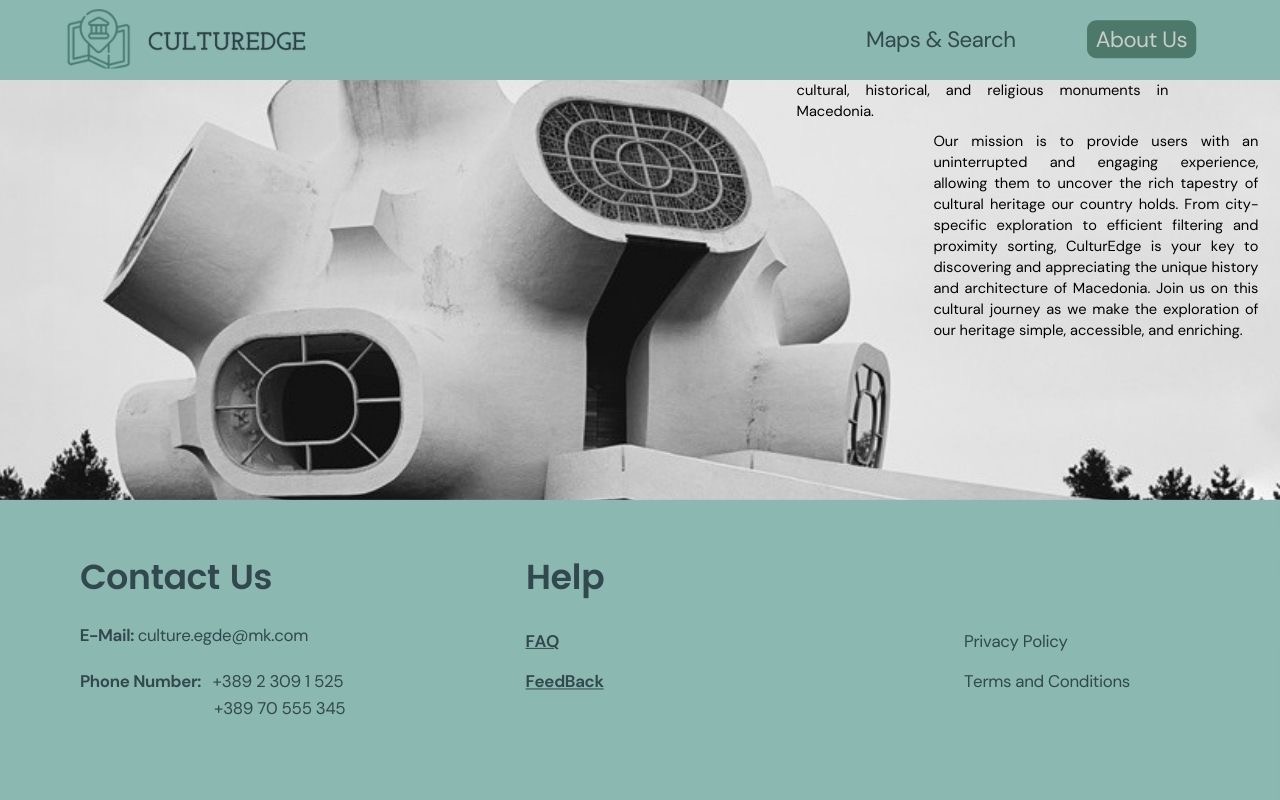 CULTUREDGE
Maps & Search
About Us
cultural, historical, and religious monuments in
Macedonia.
Our mission is to provide users with an
uninterrupted and engaging experience,
allowing them to uncover the rich tapestry of
cultural heritage our country holds. From city-
specific exploration to efficient filtering and
proximity sorting, CulturEdge is your key to
discovering and appreciating the unique history
and architecture of Macedonia. Join us on this
cultural journey as we make the exploration of
our heritage simple, accessible, and enriching.
Contact Us
E-Mail: culture.egde@mk.com
Phone Number: +389 2 309 1 525
+389 70 555 345
Help
FAQ
FeedBack
Privacy Policy
Terms and Conditions